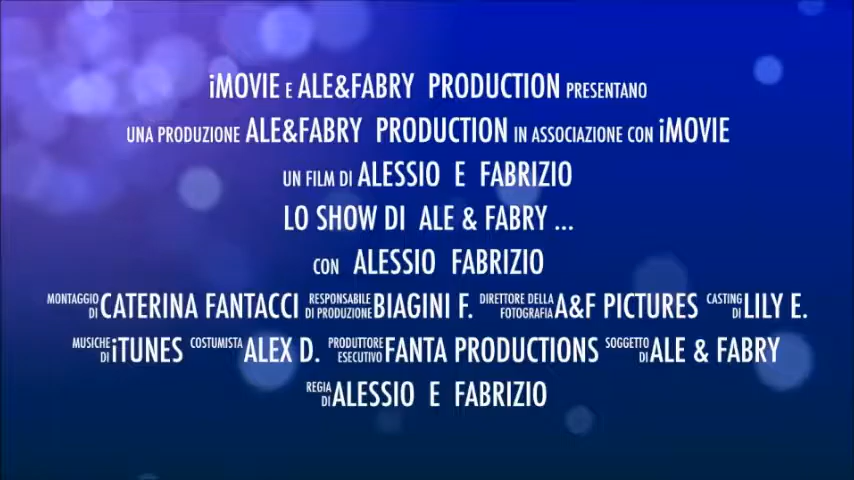 iMOVIE E ALE&FABRY PRODUCTION PRESENTANO
UNA PRODUZIONE ALE&FABRY PRODUCTION IN ASSOCIAZIONE CON iMOVIE
UN FILM DI ALESSIO E FABRIZIO
LO SHOW DI ALE & FABRY ...
CON ALESSIO FABRIZIO
MONTAGGIO DI CATERINA FANTACCI RESPONSABILE DI PRODUZIONE BIAGINI F. DIRETTORE DELLA FOTOGRAFIA A&F PICTURES CASTING DI LILY E.
MUSICHE DI iTUNES COSTUMISTA ALEX D. PRODUTTORE ESECUTIVO FANTA PRODUCTIONS SOGGETTO DI ALE & FABRY
REGIA DI ALESSIO E FABRIZIO